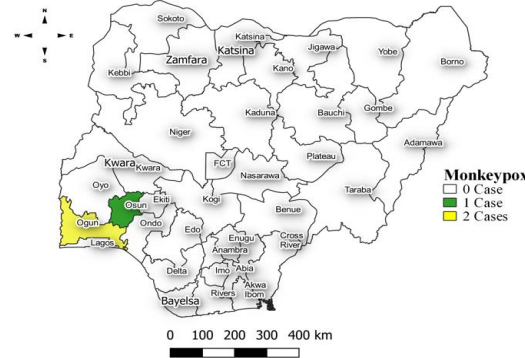 N
W E
S
Sokoto
Katsina
Katsina
Jigawa
Yobe
Borno
Zamfara
Kano
Kebbi
Gombe
Kaduna
Bauchi
Niger
Adamawa
Plateau
Kwara
Kwara
FCT
Nasarawa
Taraba
Oyo
Ekiti
Kogi
Osun
Benue
Ogun
Ondo
Edo
Lagos
Enugu
Cross
River
Anambra
Delta
Imo
Abia
Akwa
Ibom
Rivers
Bayelsa
Monkeypox
0 Case
1 Case
2 Cases
0 100 200 300 400 km